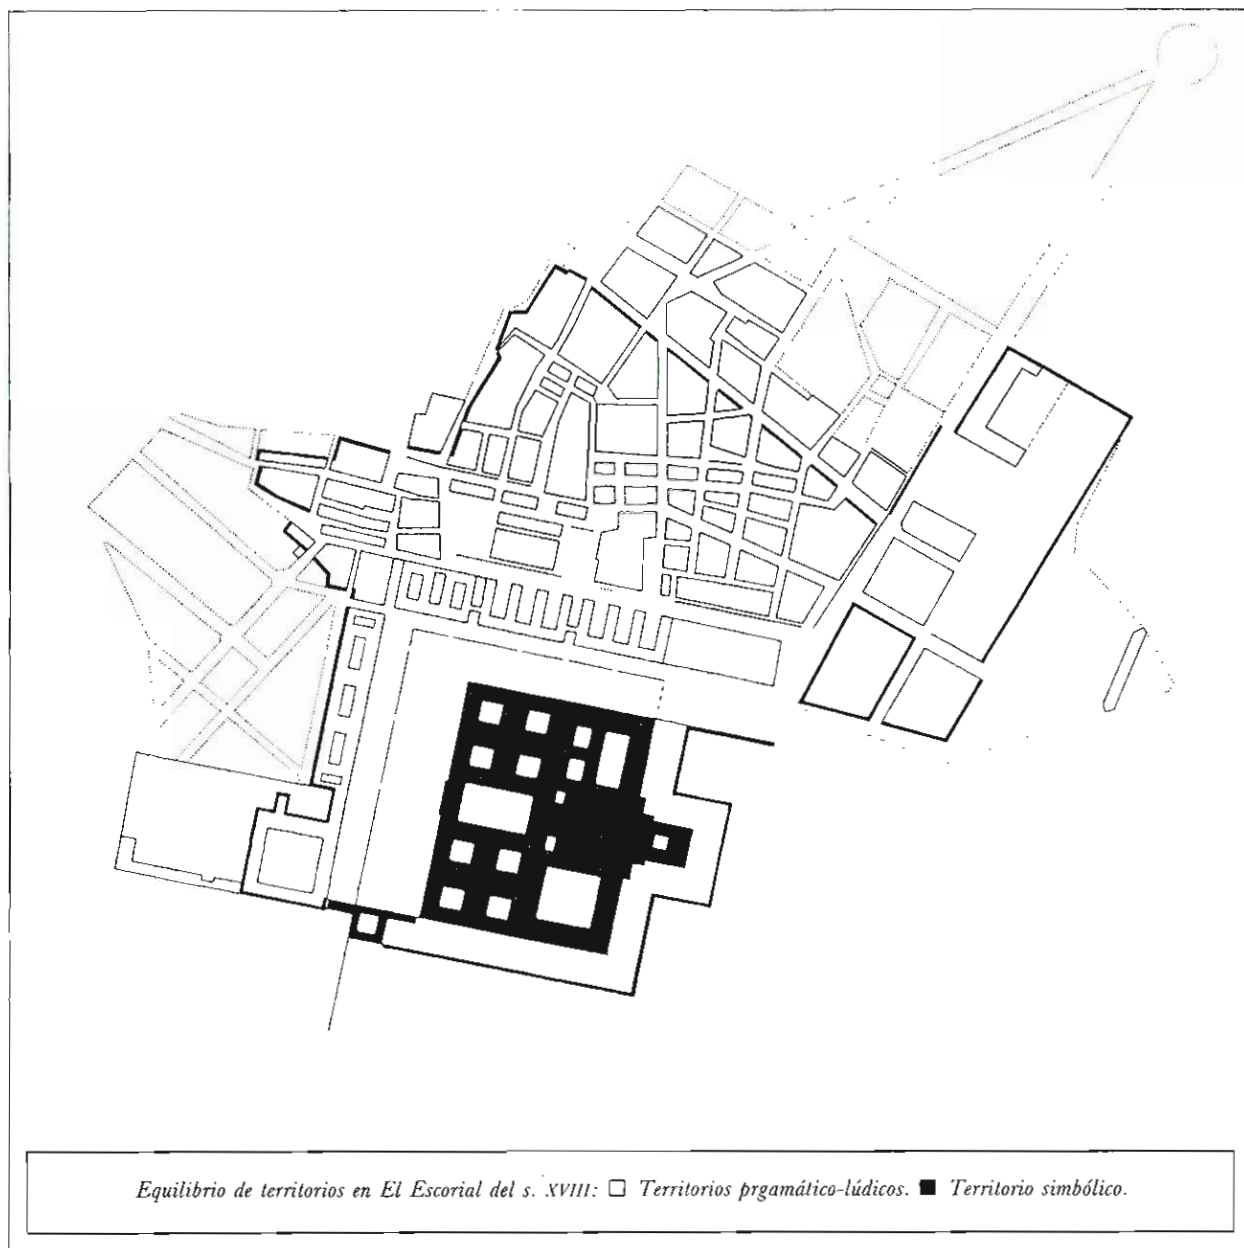 Equilibrio de territorios en El Escorial del s. XVIII: □ Territorios prgamático-lúdicos. ■ Territorio simbólico.